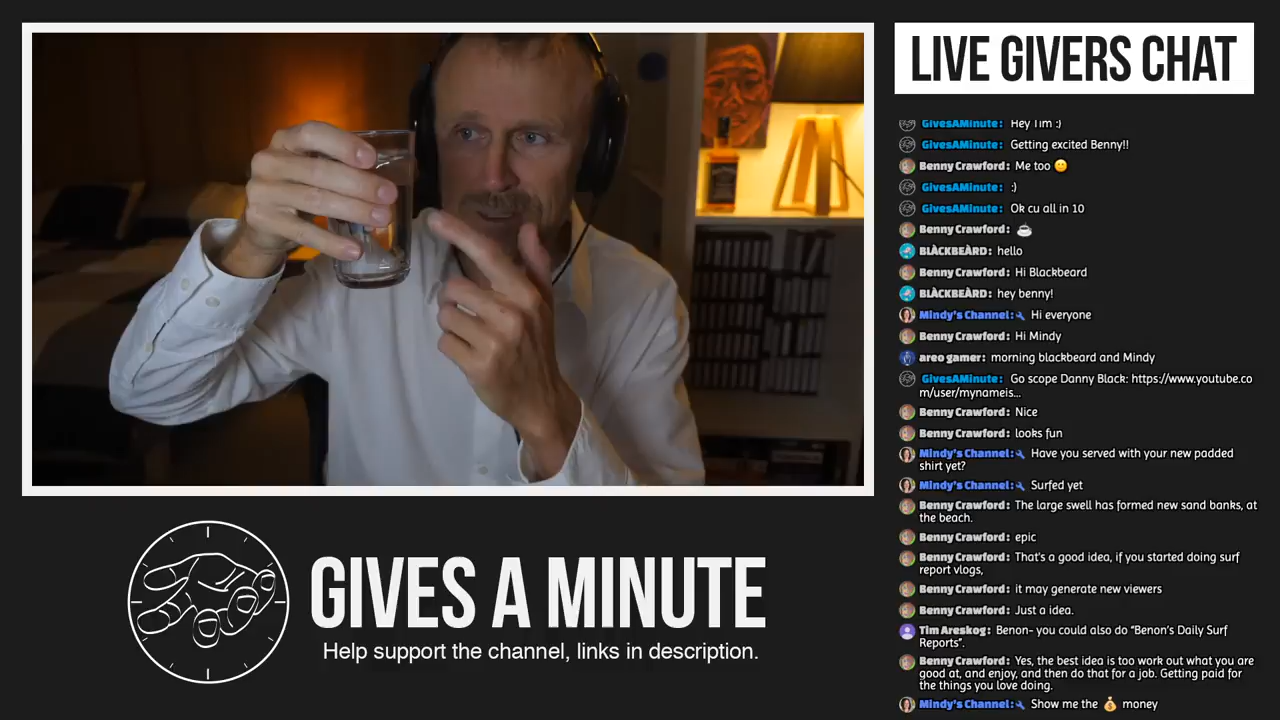 LIVE GIVERS CHAT
GivesAMinute: Hey Tim :)
GivesAMinute: Getting excited Benny!!
Benny Crawford: Me too 🙂
GivesAMinute: :)
GivesAMinute: Ok cu all in 10
Benny Crawford: ☕
BLÀCKBEÀRD: hello
Benny Crawford: Hi Blackbeard
BLÀCKBEÀRD: hey benny!
Mindy's Channel: Hi everyone
Benny Crawford: Hi Mindy
areo gamer: morning blackbeard and Mindy
GivesAMinute: Go scope Danny Black: https://www.youtube.co
m/user/mynameis...
Benny Crawford: Nice
Benny Crawford: looks fun
Mindy's Channel: Have you served with your new padded
shirt yet?
Mindy's Channel: Surfed yet
Benny Crawford: The large swell has formed new sand banks, at
the beach.
Benny Crawford: epic
Benny Crawford: That's a good idea, if you started doing surf
report vlogs,
Benny Crawford: it may generate new viewers
Benny Crawford: Just a idea.
Tim Areskog: Benon- you could also do “Benon’s Daily Surf
Reports”.
Benny Crawford: Yes, the best idea is too work out what you are
good at, and enjoy, and then do that for a job. Getting paid for
the things you love doing.
Mindy's Channel: Show me the 💰 money
GIVES A MINUTE
Help support the channel, links in description.